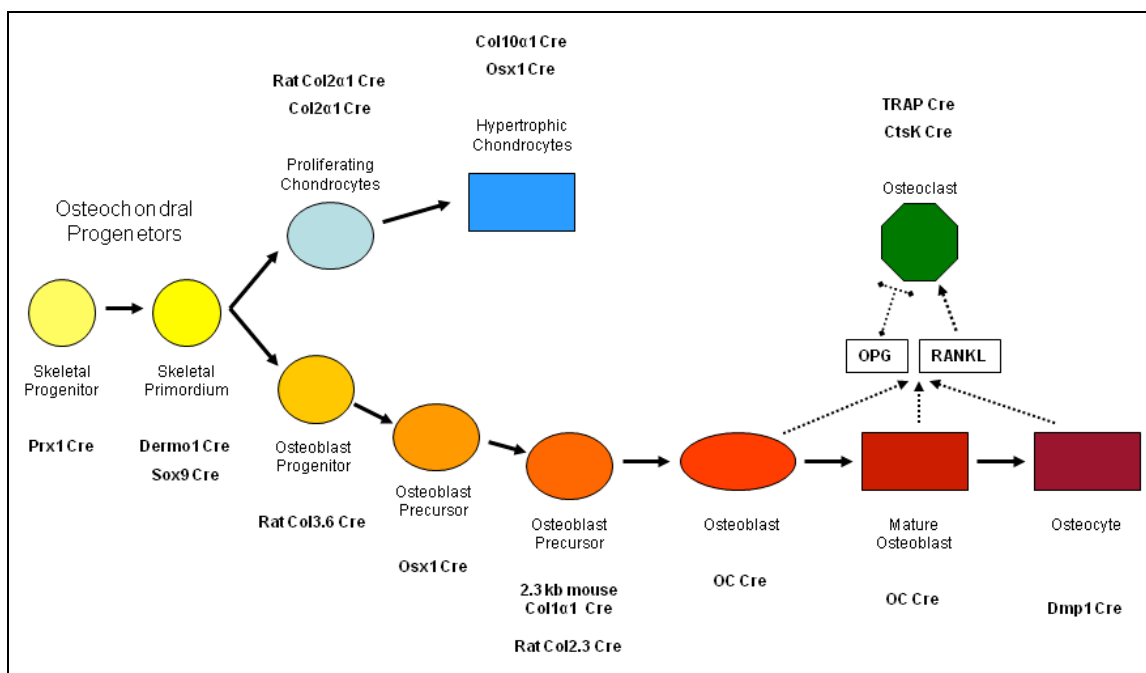 Col10α1 Cre
Osx1 Cre
Rat Col2α1 Cre
Col2α1 Cre
TRAP Cre
CtsK Cre
Hypertrophic
Chondrocytes
Proliferating
Chondrocytes
Osteoclast
Osteochondral
Progenetors
OPG
RANKL
Skeletal
Progenitor
Skeletal
Primordium
Prx1 Cre
Dermo1 Cre
Sox9 Cre
Osteoblast
Progenitor
Rat Col3.6 Cre
Osteoblast
Precursor
Osx1 Cre
Osteoblast
Precursor
2.3 kb mouse
Col1α1 Cre
Rat Col2.3 Cre
Osteoblast
OC Cre
Mature
Osteoblast
OC Cre
Osteocyte
Dmp1 Cre